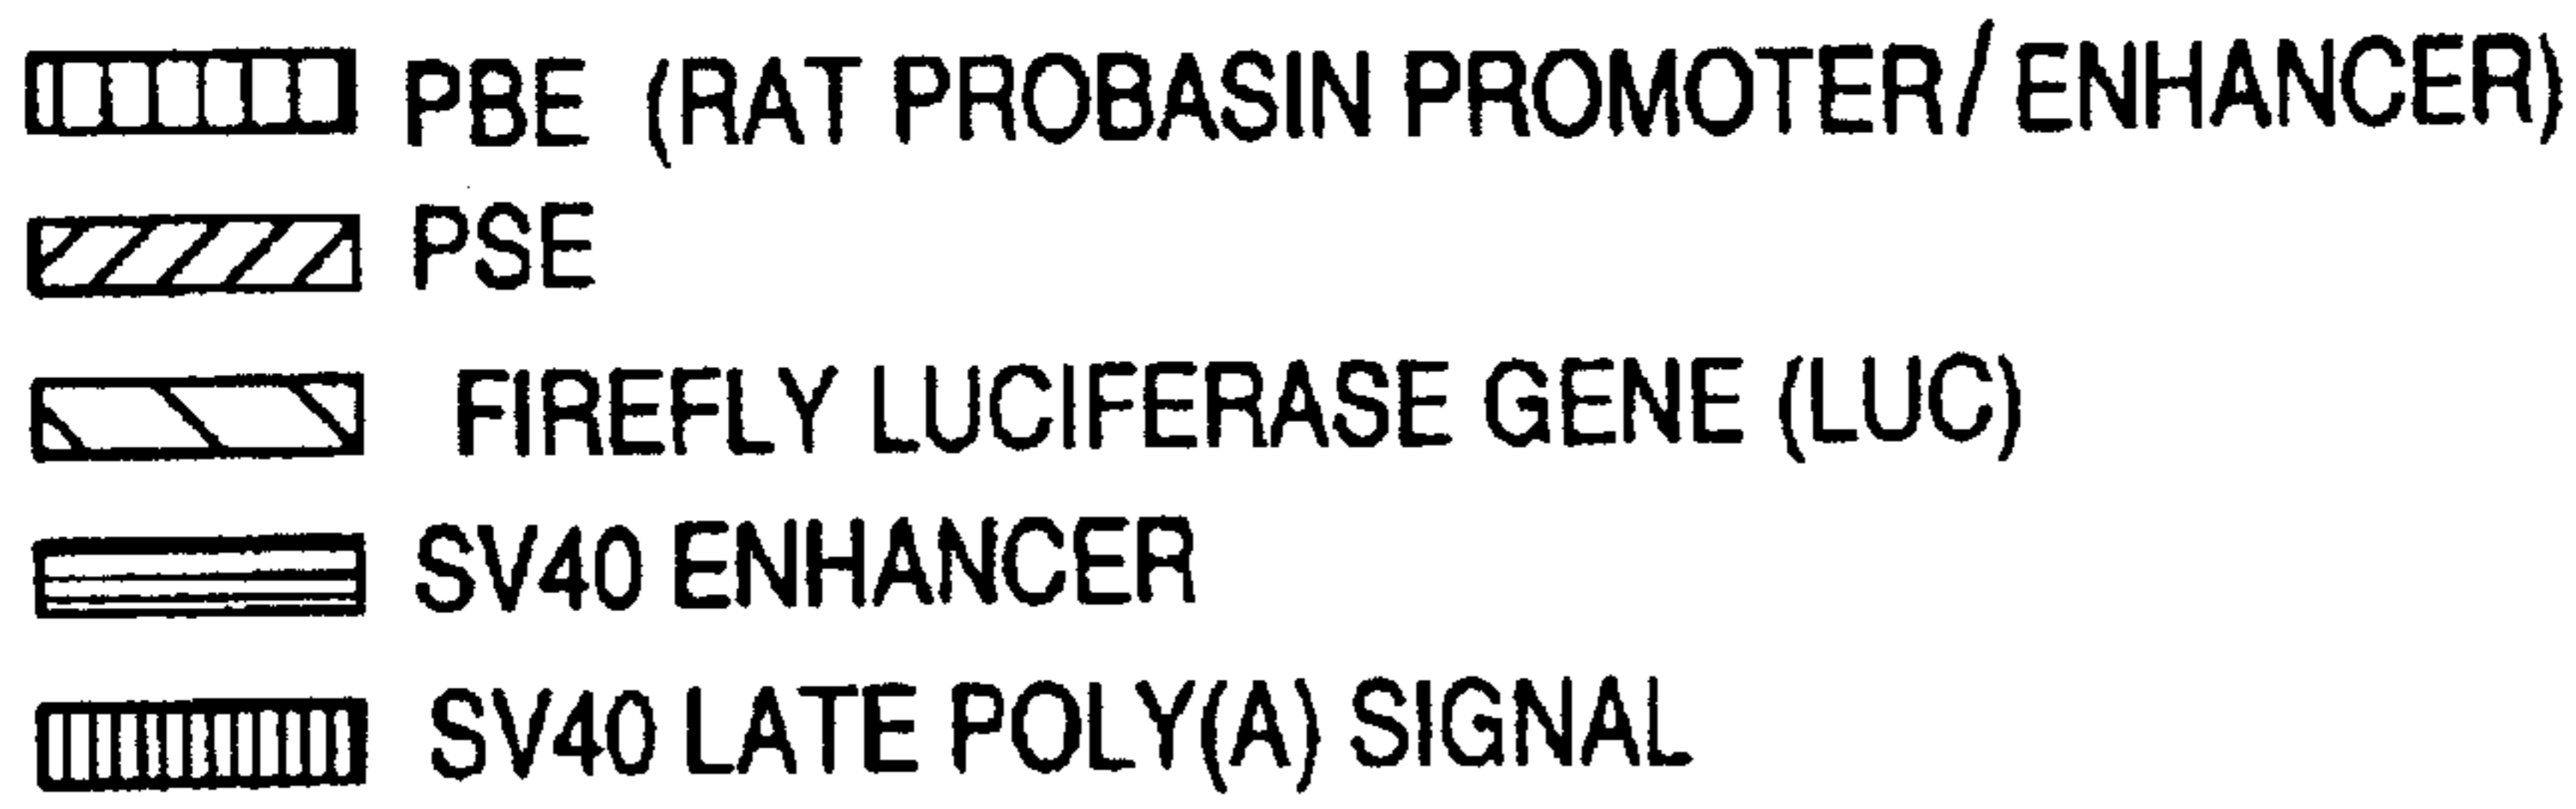 PBE (RAT PROBASIN PROMOTER/ENHANCER)
PSE
FIREFLY LUCIFERASE GENE (LUC)
SV40 ENHANCER
SV40 LATE POLY(A) SIGNAL